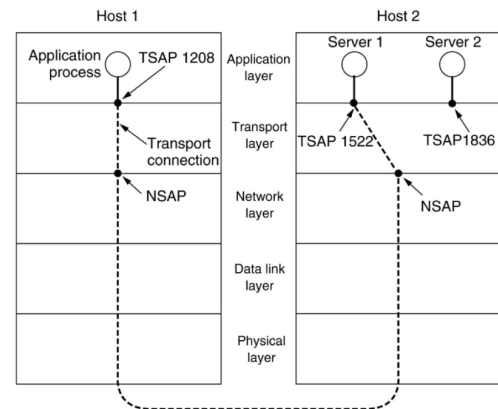 Host 1
Host 2
Application
process
TSAP 1208
Application
layer
Server 1
Server 2
Transport
connection
Transport
layer
TSAP 1522
TSAP1836
NSAP
Network
layer
NSAP
Data link
layer
Physical
layer